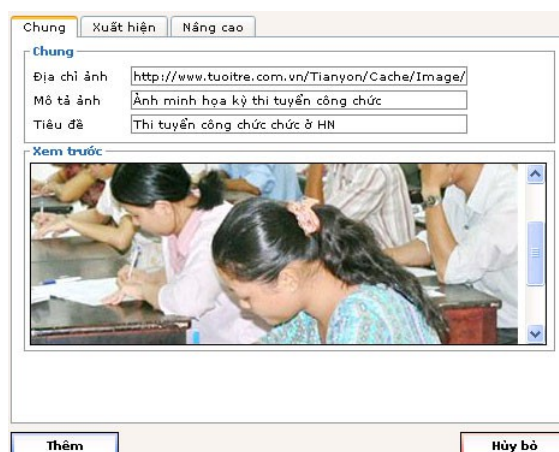 Chung Xuất hiện Nâng cao
Chung
Địa chỉ ảnh http://www.tuoitre.com.vn/Tianyon/Cache/Image/
Mô tả ảnh Ảnh minh họa kỳ thi tuyển công chức
Tiêu đề Thi tuyển công chức chức ở HN
Xem trước
Thêm Hủy bỏ